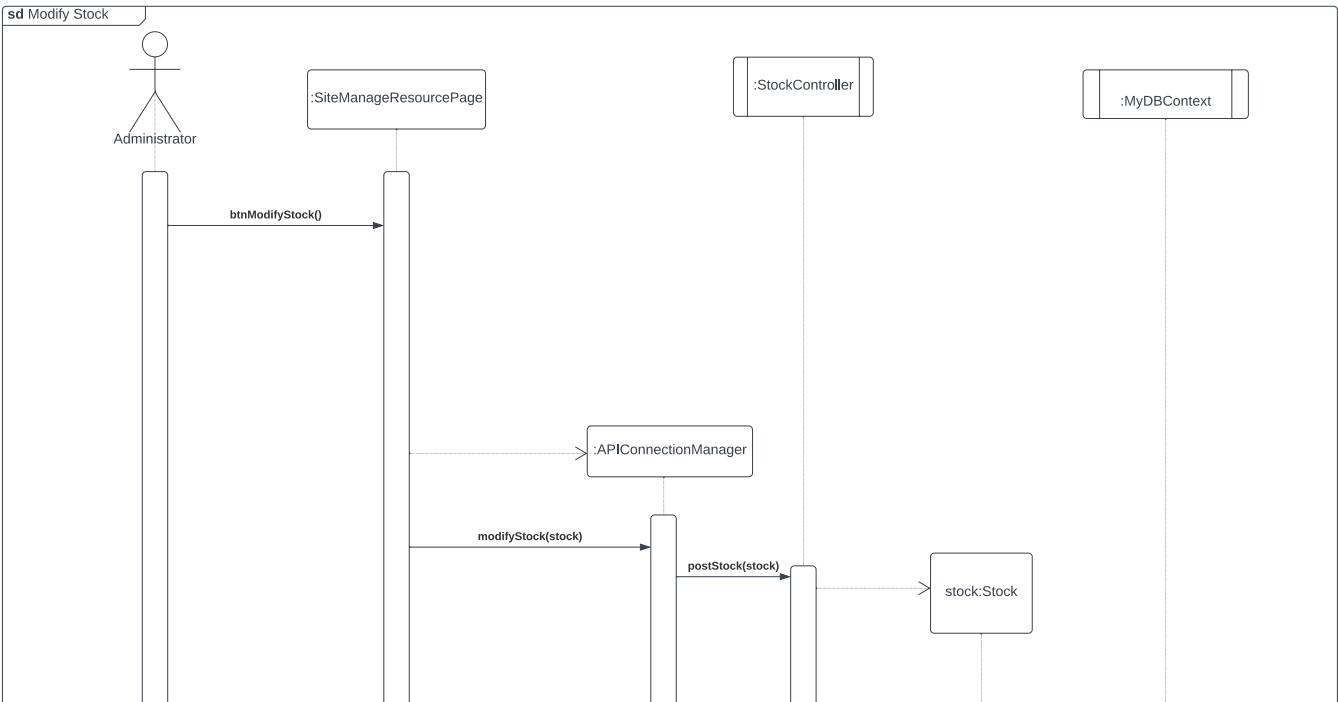 sd Modify Stock
Administrator
:SiteManageResourcePage
:StockController
:MyDBContext
btnModifyStock()
:APIConnectionManager
modifyStock(stock)
postStock(stock)
stock:Stock